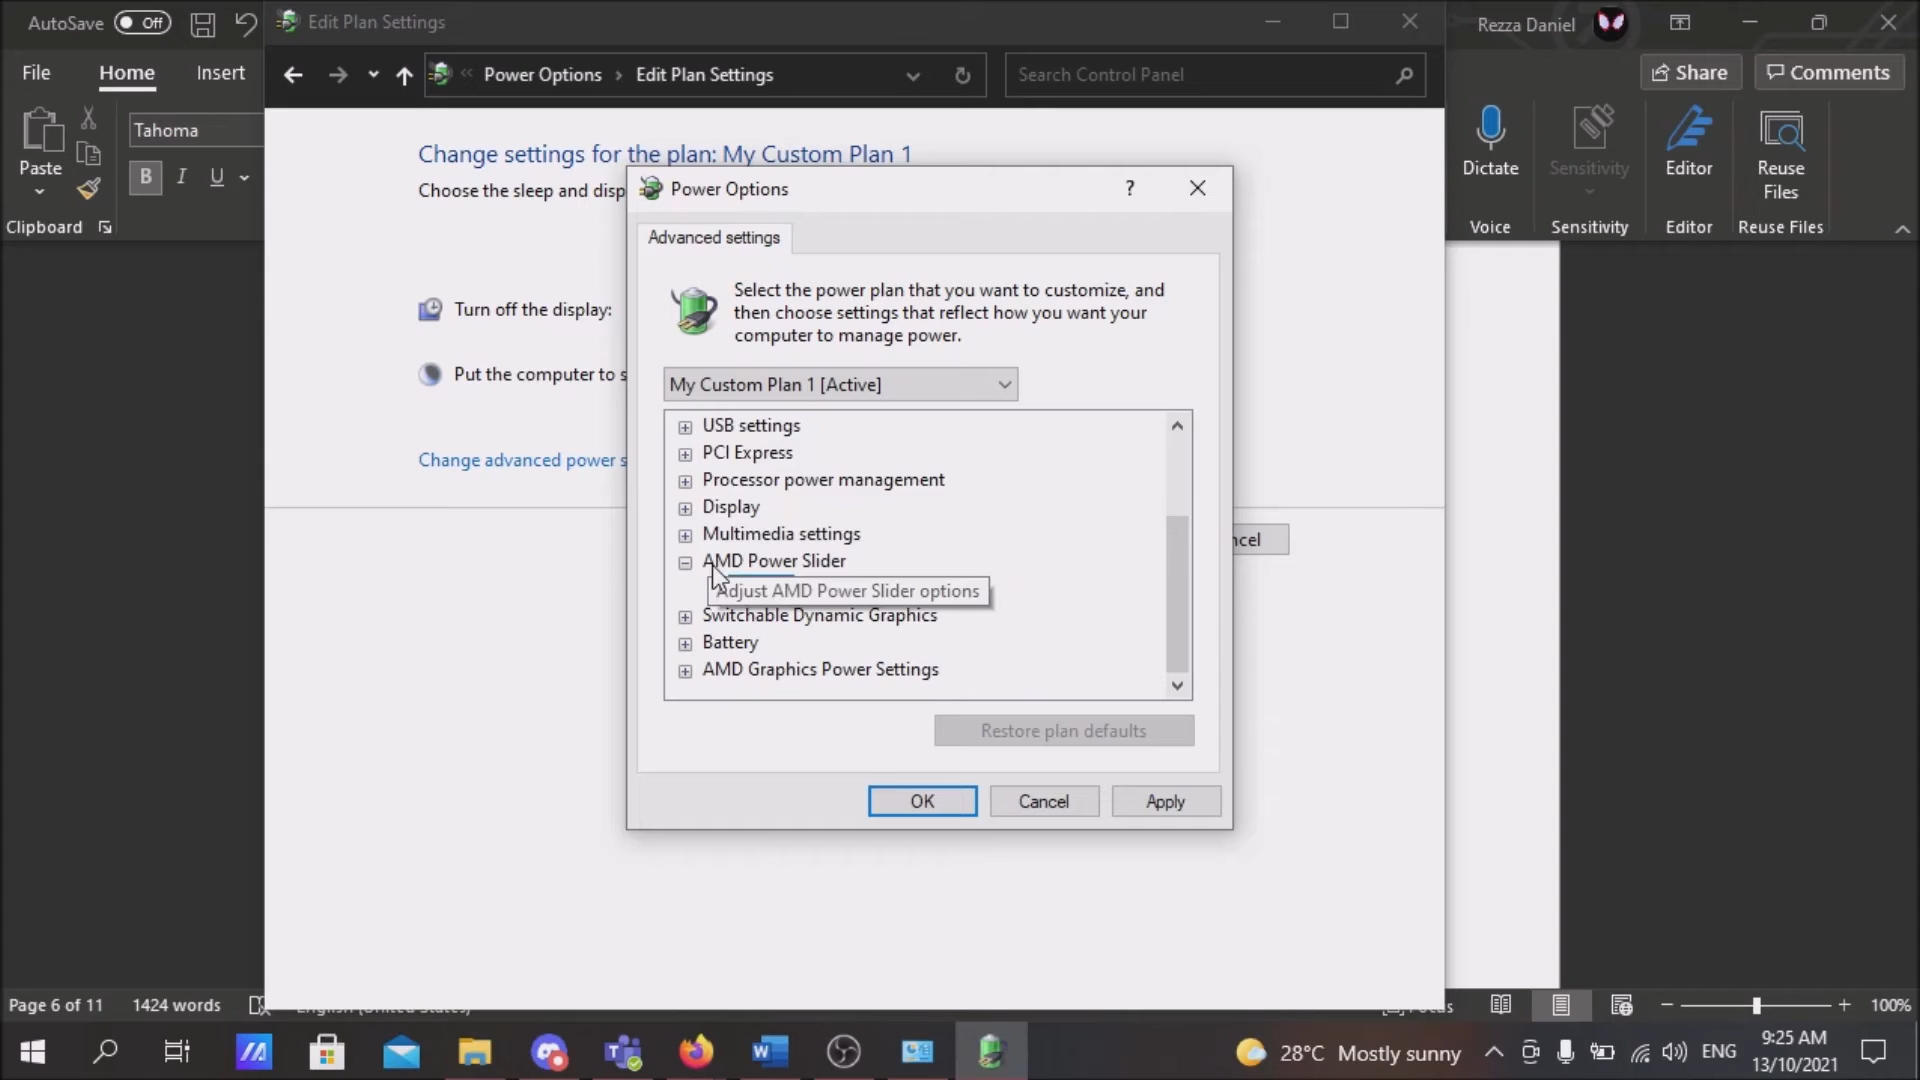 AutoSave Off
Edit Plan Settings
Rezza Daniel
File
Home
Insert
Power Options › Edit Plan Settings
Search Control Panel
Share
Comments
Paste
Tahoma
B I U
Dictate
Sensitivity
Editor
Reuse
Files
Clipboard
Voice
Sensitivity
Editor
Reuse Files
Change settings for the plan: My Custom Plan 1
Choose the sleep and disp
Turn off the display:
Put the computer to s
Change advanced power s
Power Options
?
Advanced settings
Select the power plan that you want to customize, and
then choose settings that reflect how you want your
computer to manage power.
My Custom Plan 1 [Active]
USB settings
PCI Express
Processor power management
Display
Multimedia settings
AMD Power Slider
Adjust AMD Power Slider options
Switchable Dynamic Graphics
Battery
AMD Graphics Power Settings
Restore plan defaults
OK
Cancel
Apply
ncel
Page 6 of 11
1424 words
English (United States)
Focus
100%
28°C Mostly sunny
ENG
9:25 AM
13/10/2021